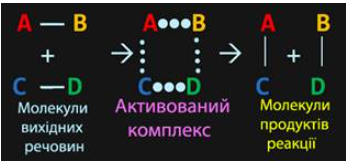 A — B A•••B A B
+ → → | + |
C — D C•••D C D
Молекули
вихідних
речовин
Активований
комплекс
Молекули
продуктів
реакції